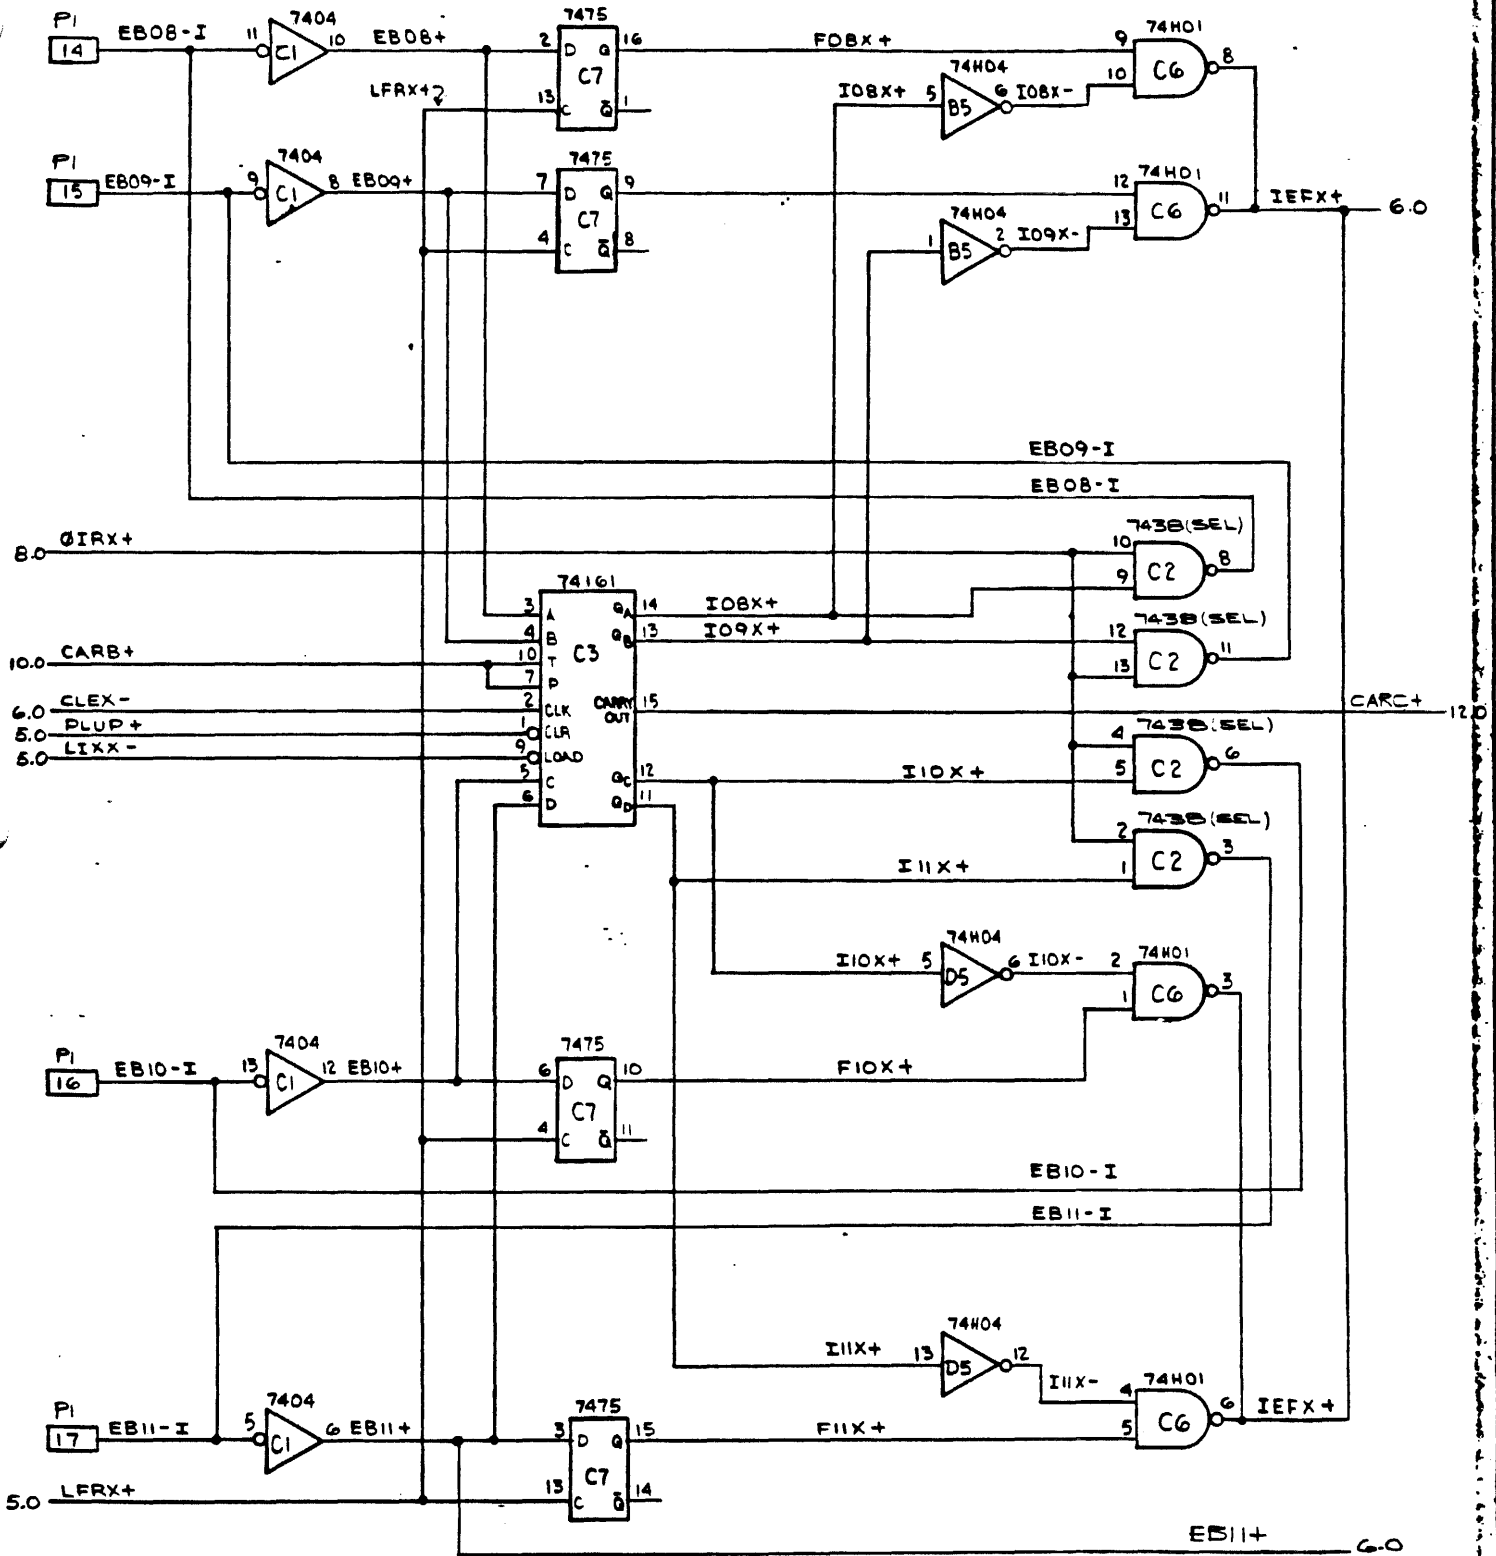 P1 14 EB08-I 11 7404 C1 10 EB08+ 7475 2 D Q 16 C7 13 C Q̄ 1 F08X+ 74H01 9 10 C6 8
LFRX+
I08X+ 5 74H04 B5 6 I08X-
P1 15 EB09-I 9 7404 C1 8 EB09+ 7475 7 D Q 9 C7 4 C Q̄ 8 74H01 12 13 C6 11 IEFX+ 6.0
1 74H04 B5 2 I09X-
EB09-I
EB08-I
8.0 ØIRX+ 7438(SEL) 10 9 C2 8
74161
3 A QA 14 I08X+
4 B QB 13 I09X+ 7438(SEL) 12 13 C2 11
C3
10.0 CARB+ 10 T
7 P
6.0 CLEX- 2 CLK CARRY OUT 15 CARC+ 12.0
5.0 PLUP+ 1 CLR
5.0 LIXX- 9 LOAD
7438(SEL) 4 5 C2 6
5 C QC 12 I10X+
6 D QD 11
7438(SEL) 2 1 C2 3
I11X+
I10X+ 5 74H04 D5 6 I10X- 74H01 2 1 C6 3
P1 16 EB10-I 13 7404 C1 12 EB10+ 7475 6 D Q 10 C7 4 C Q̄ 11 F10X+
EB10-I
EB11-I
I11X+ 13 74H04 D5 12 I11X- 74H01 4 5 C6 6 IEFX+
P1 17 EB11-I 5 7404 C1 6 EB11+ 7475 3 D Q 15 C7 13 C Q̄ 14 F11X+
5.0 LFRX+
EB11+ 6.0